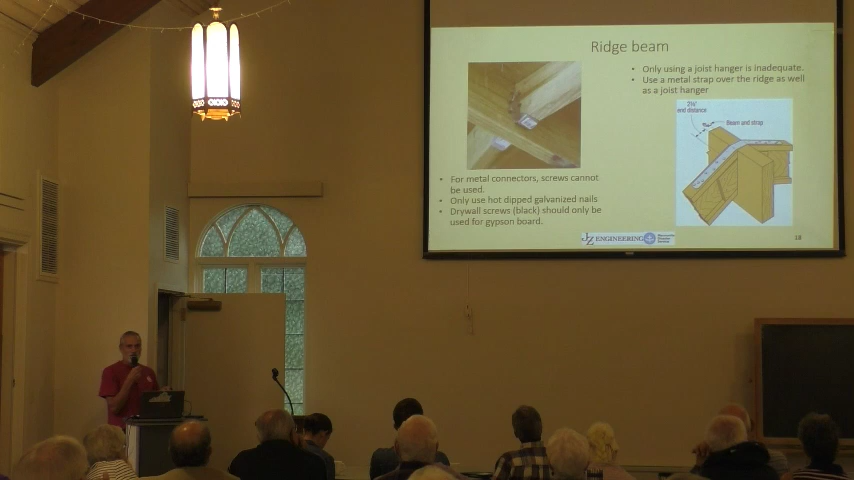 Ridge beam
• Only using a joist hanger is inadequate.
• Use a metal strap over the ridge as well
as a joist hanger
end distance
Beam and strap
• For metal connectors, screws cannot
be used.
• Only use hot dipped galvanized nails
• Drywall screws (black) should only be
used for gypson board.
JZ ENGINEERING
18